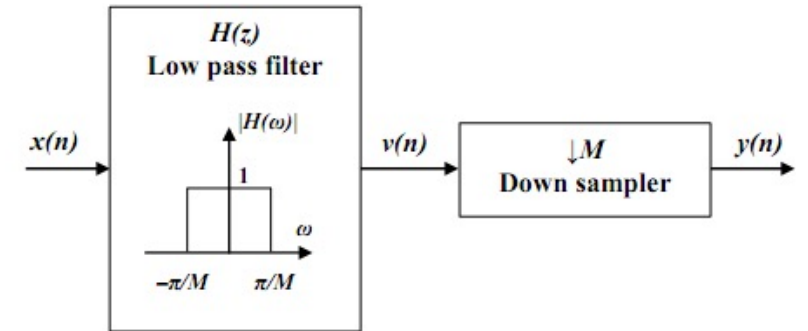 H(z)
Low pass filter
|H(ω)|
x(n)
v(n)
↓M
y(n)
Down sampler
1
ω
−π/M
π/M